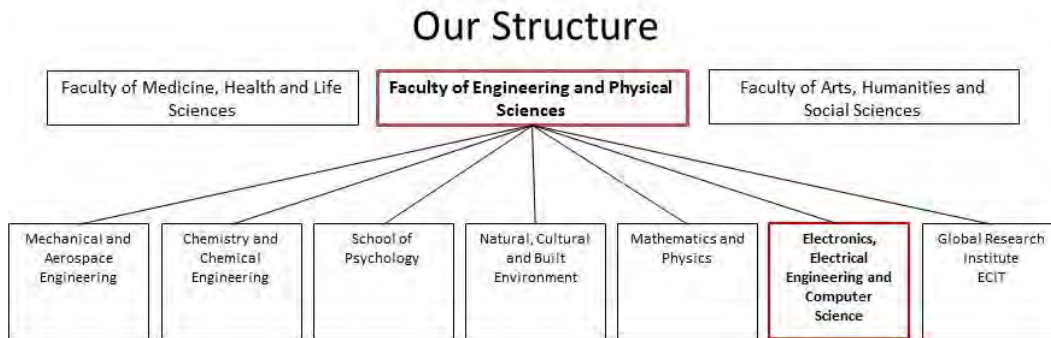 Our Structure
Faculty of Medicine, Health and Life
Sciences
Faculty of Engineering and Physical
Sciences
Faculty of Arts, Humanities and
Social Sciences
Mechanical and
Aerospace
Engineering
Chemistry and
Chemical
Engineering
School of
Psychology
Natural, Cultural
and Built
Environment
Mathematics and
Physics
Electronics,
Electrical
Engineering and
Computer
Science
Global Research
Institute
ECIT